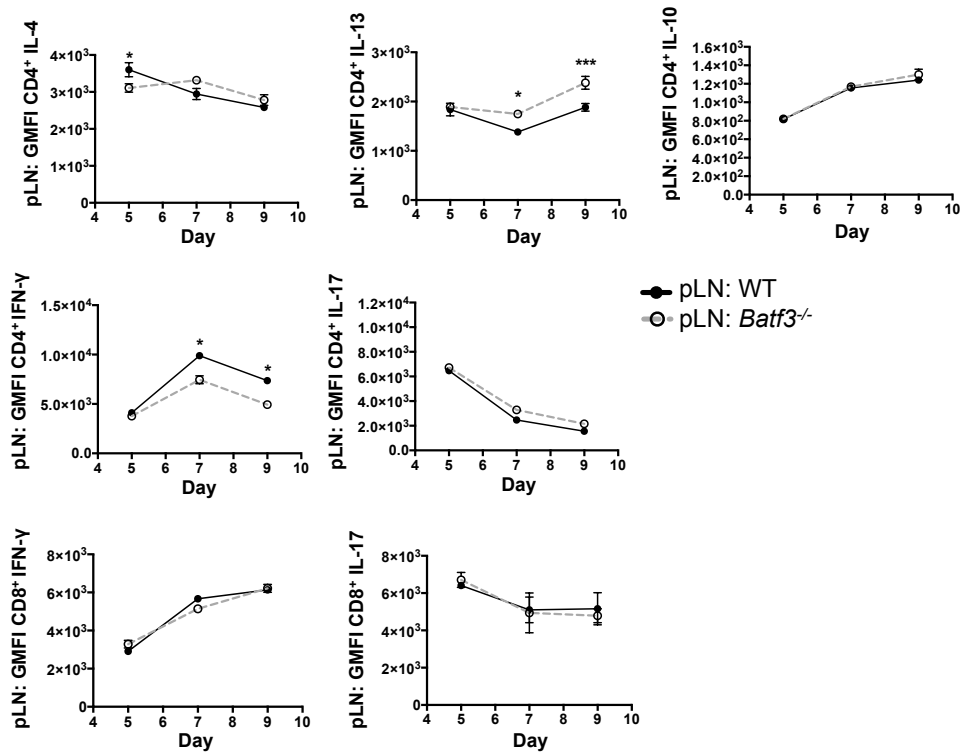 pLN: GMFI CD4⁺ IL-4
4×10³
3×10³
2×10³
1×10³
0
*
4 5 6 7 8 9 10
Day
pLN: GMFI CD4⁺ IL-13
3×10³
2×10³
1×10³
0
*
***
4 5 6 7 8 9 10
Day
pLN: GMFI CD4⁺ IL-10
1.6×10³
1.4×10³
1.2×10³
1.0×10³
8.0×10²
6.0×10²
4.0×10²
2.0×10²
0.0
4 5 6 7 8 9 10
Day
pLN: GMFI CD4⁺ IFN-γ
1.5×10⁴
1.0×10⁴
5.0×10³
0.0
*
*
4 5 6 7 8 9 10
Day
pLN: GMFI CD4⁺ IL-17
1.2×10⁴
1.0×10⁴
8.0×10³
6.0×10³
4.0×10³
2.0×10³
0.0
4 5 6 7 8 9 10
Day
pLN: WT
pLN: Batf3⁻/⁻
pLN: GMFI CD8⁺ IFN-γ
8×10³
6×10³
4×10³
2×10³
0
4 5 6 7 8 9 10
Day
pLN: GMFI CD8⁺ IL-17
8×10³
6×10³
4×10³
2×10³
0
4 5 6 7 8 9 10
Day